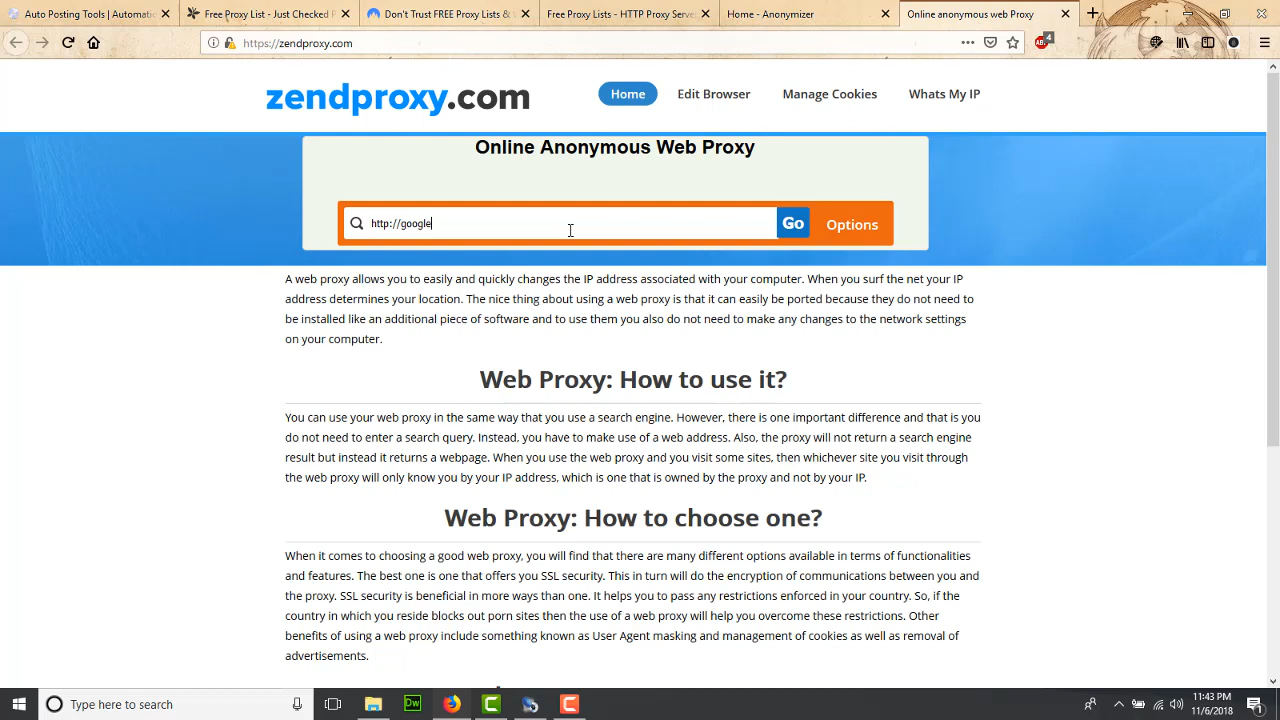 Auto Posting Tools | Automatic
Free Proxy List - Just Checked P
Don't Trust FREE Proxy Lists &
Free Proxy Lists - HTTP Proxy Serve
Home - Anonymizer
Online anonymous web Proxy
https://zendproxy.com
ABP 4
zendproxy.com
Home
Edit Browser
Manage Cookies
Whats My IP
Online Anonymous Web Proxy
http://google
Go
Options
A web proxy allows you to easily and quickly changes the IP address associated with your computer. When you surf the net your IP
address determines your location. The nice thing about using a web proxy is that it can easily be ported because they do not need to
be installed like an additional piece of software and to use them you also do not need to make any changes to the network settings
on your computer.
Web Proxy: How to use it?
You can use your web proxy in the same way that you use a search engine. However, there is one important difference and that is you
do not need to enter a search query. Instead, you have to make use of a web address. Also, the proxy will not return a search engine
result but instead it returns a webpage. When you use the web proxy and you visit some sites, then whichever site you visit through
the web proxy will only know you by your IP address, which is one that is owned by the proxy and not by your IP.
Web Proxy: How to choose one?
When it comes to choosing a good web proxy, you will find that there are many different options available in terms of functionalities
and features. The best one is one that offers you SSL security. This in turn will do the encryption of communications between you and
the proxy. SSL security is beneficial in more ways than one. It helps you to pass any restrictions enforced in your country. So, if the
country in which you reside blocks out porn sites then the use of a web proxy will help you overcome these restrictions. Other
benefits of using a web proxy include something known as User Agent masking and management of cookies as well as removal of
advertisements.
Type here to search
Dw
11:43 PM
11/6/2018
1